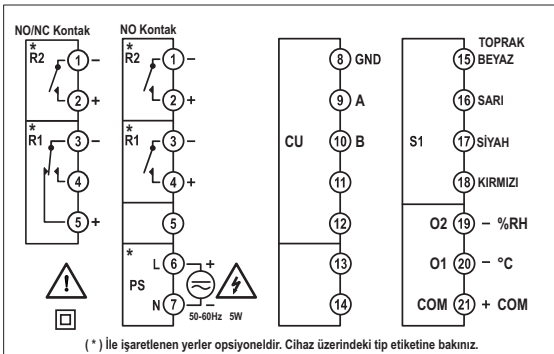 NO/NC Kontak
NO Kontak
*
R2
1 −
2 +
*
R1
3 −
4
5 +
*
R2
1 −
2 +
*
R1
3 −
4 +
5
*
PS
L 6 +
N 7 −
50-60Hz 5W
CU
8 GND
9 A
10 B
11
12
13
14
S1
TOPRAK
15 BEYAZ
16 SARI
17 SİYAH
18 KIRMIZI
O2 19 − %RH
O1 20 − °C
COM 21 + COM
( * ) İle işaretlenen yerler opsiyoneldir. Cihaz üzerindeki tip etiketine bakınız.